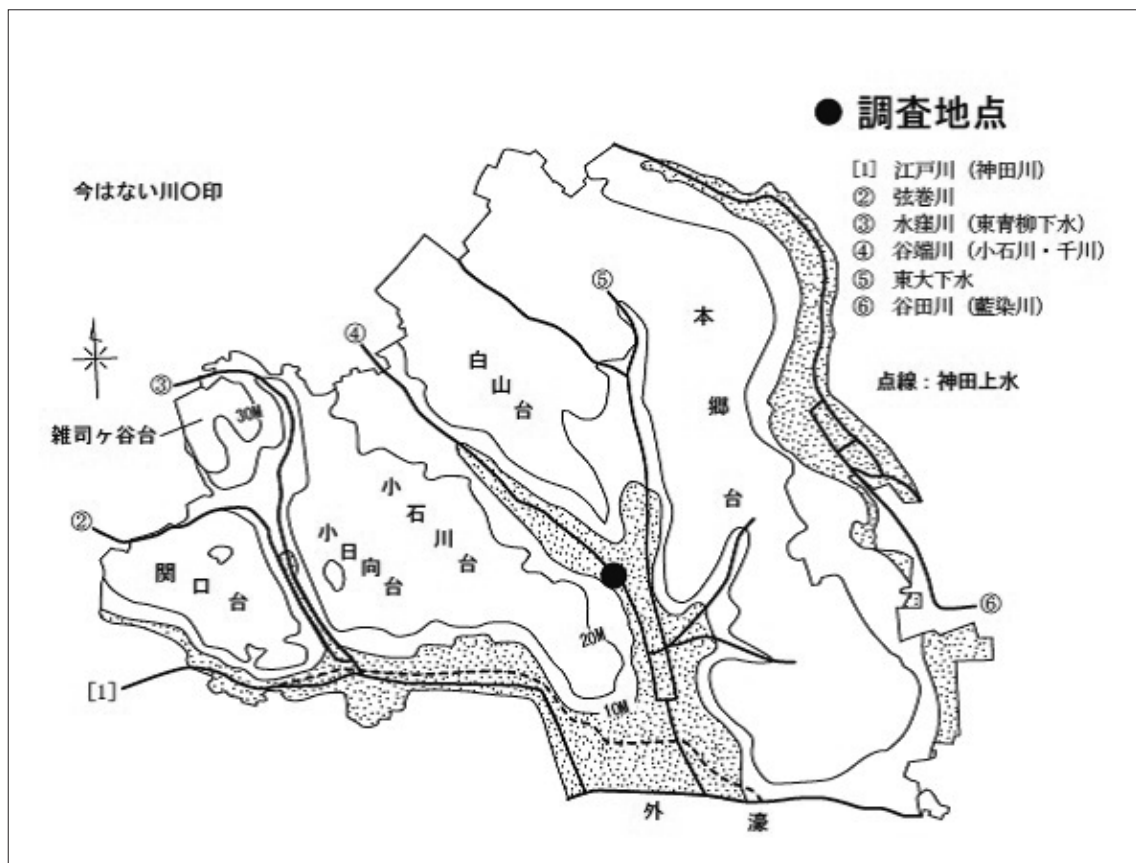 ● 調査地点
今はない川〇印
[1] 江戸川（神田川）
② 弦巻川
③ 水窪川（東青柳下水）
④ 谷端川（小石川・千川）
⑤ 東大下水
⑥ 谷田川（藍染川）
点線：神田上水
⑤
本郷台
④
白山台
③
30M
雑司ヶ谷台
小石川台
小日向台
②
関口台
⑥
20M
[1]
10M
外濠